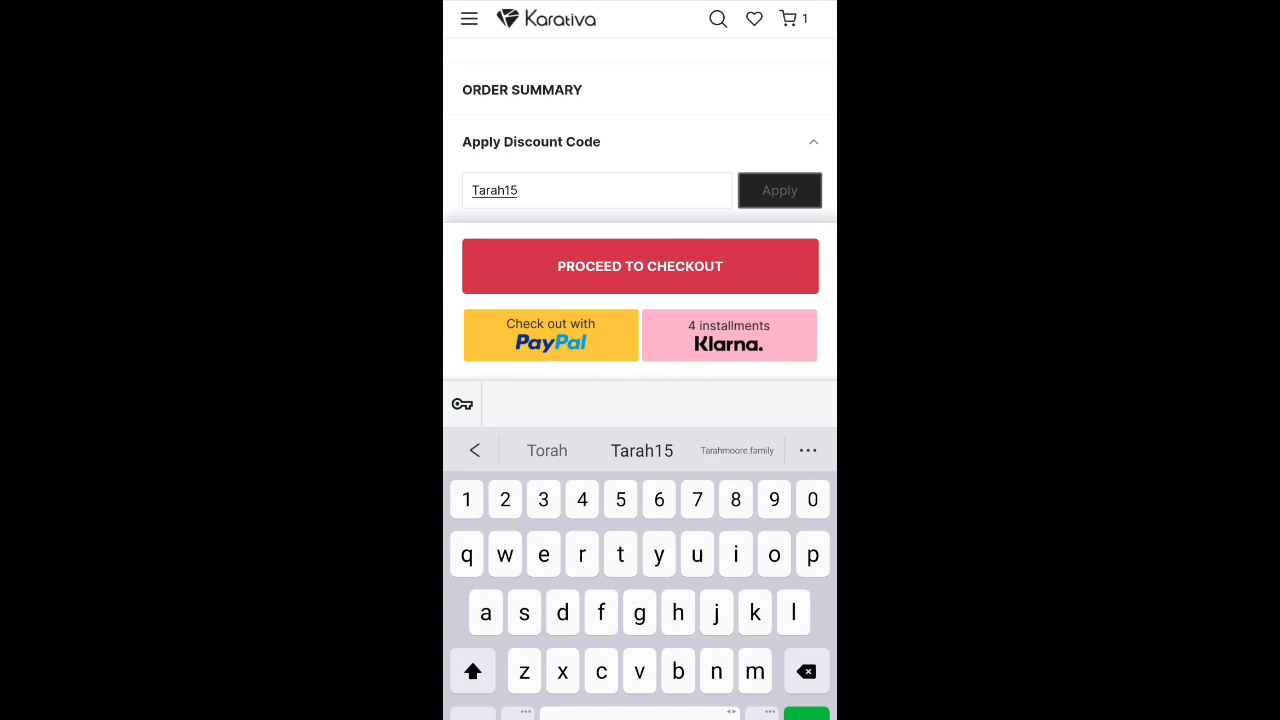 Karativa 1
ORDER SUMMARY
Apply Discount Code
Tarah15 Apply
PROCEED TO CHECKOUT
Check out with 4 installments
PayPal Klarna.
Torah Tarah15 Tarahmoore.family
1 2 3 4 5 6 7 8 9 0
q w e r t y u i o p
a s d f g h j k l
z x c v b n m